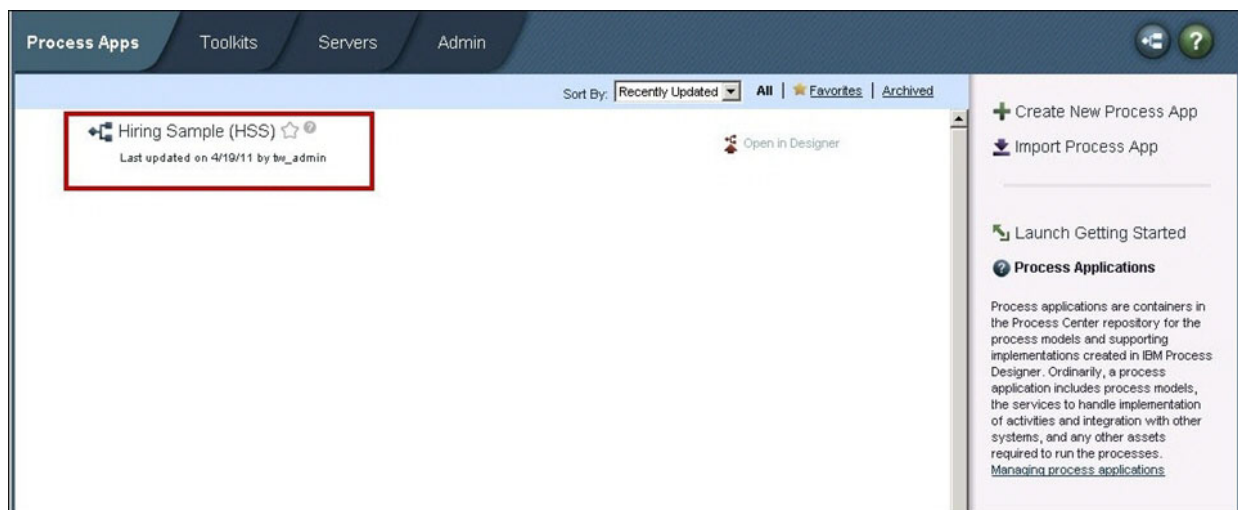 Process Apps Toolkits Servers Admin
Sort By: Recently Updated All | Favorites | Archived
Hiring Sample (HSS)
Last updated on 4/19/11 by tw_admin
Open in Designer
Create New Process App
Import Process App
Launch Getting Started
Process Applications
Process applications are containers in
the Process Center repository for the
process models and supporting
implementations created in IBM Process
Designer. Ordinarily, a process
application includes process models,
the services to handle implementation
of activities and integration with other
systems, and any other assets
required to run the processes.
Managing process applications